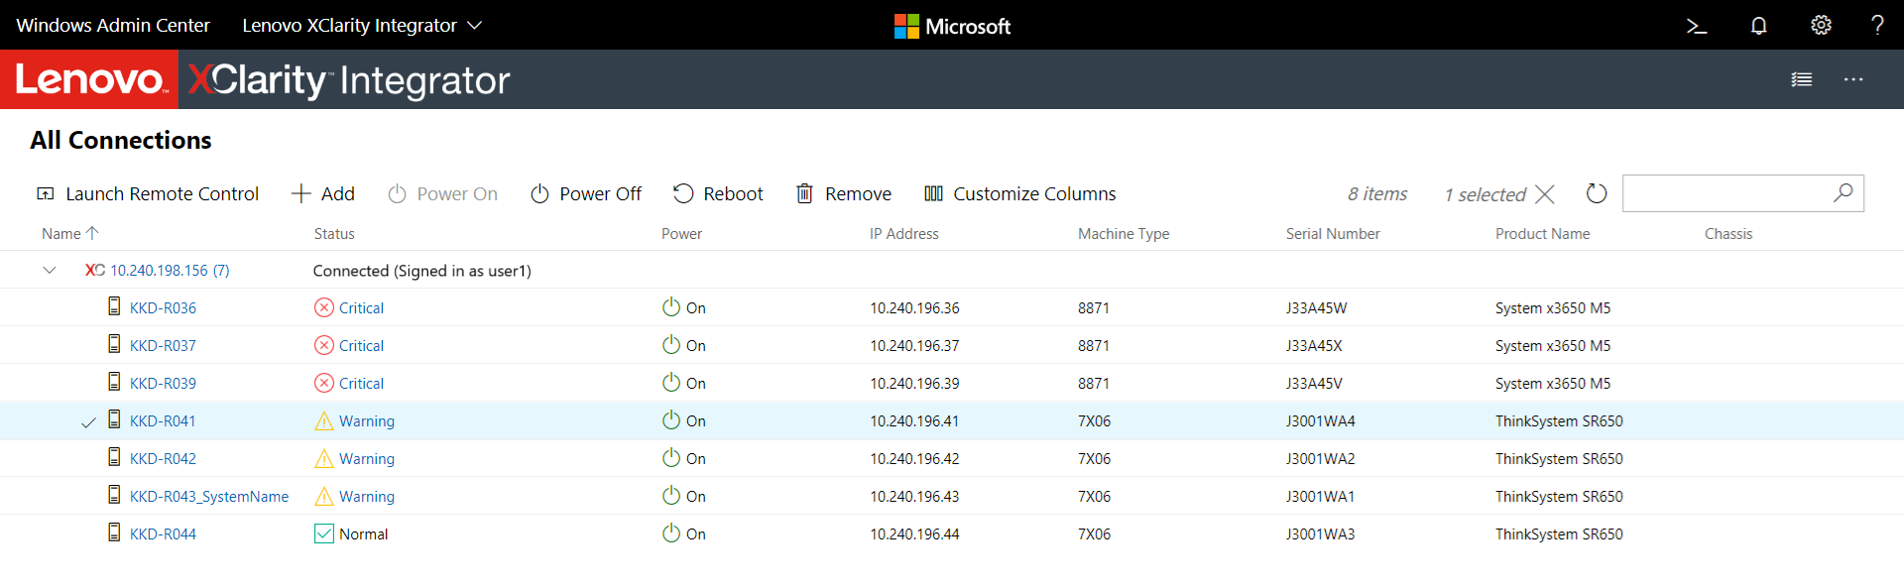 Windows Admin Center Lenovo XClarity Integrator Microsoft
Lenovo™ XClarity™ Integrator
All Connections
Launch Remote Control Add Power On Power Off Reboot Remove Customize Columns 8 items 1 selected
Name Status Power IP Address Machine Type Serial Number Product Name Chassis
XC 10.240.198.156 (7) Connected (Signed in as user1)
KKD-R036 Critical On 10.240.196.36 8871 J33A45W System x3650 M5
KKD-R037 Critical On 10.240.196.37 8871 J33A45X System x3650 M5
KKD-R039 Critical On 10.240.196.39 8871 J33A45V System x3650 M5
KKD-R041 Warning On 10.240.196.41 7X06 J3001WA4 ThinkSystem SR650
KKD-R042 Warning On 10.240.196.42 7X06 J3001WA2 ThinkSystem SR650
KKD-R043_SystemName Warning On 10.240.196.43 7X06 J3001WA1 ThinkSystem SR650
KKD-R044 Normal On 10.240.196.44 7X06 J3001WA3 ThinkSystem SR650